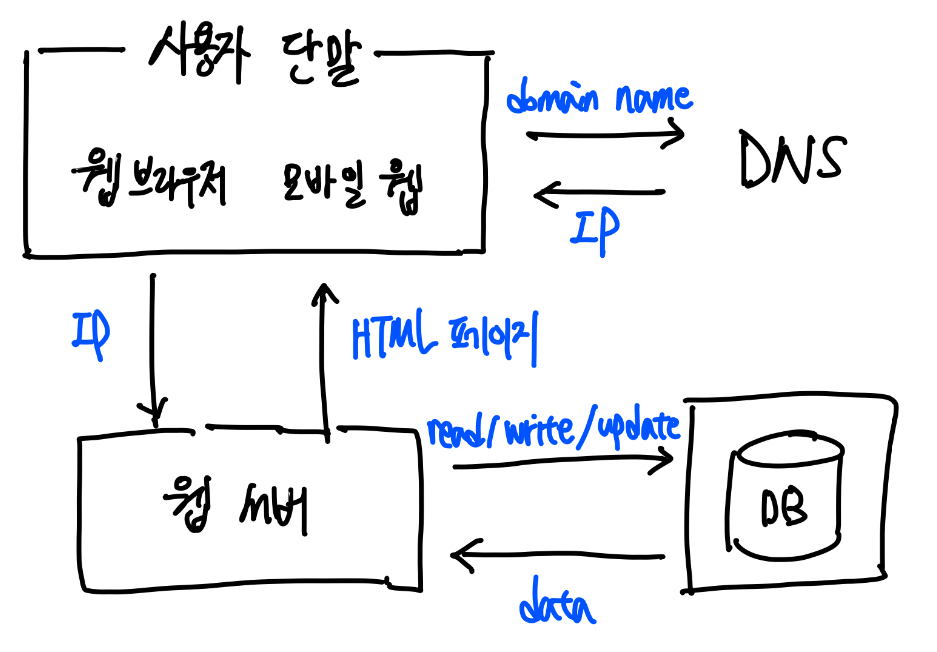 사용자 단말
domain name
웹브라우저 모바일 웹
DNS
IP
IP
HTML 페이지
read/write/update
웹 서버
DB
data